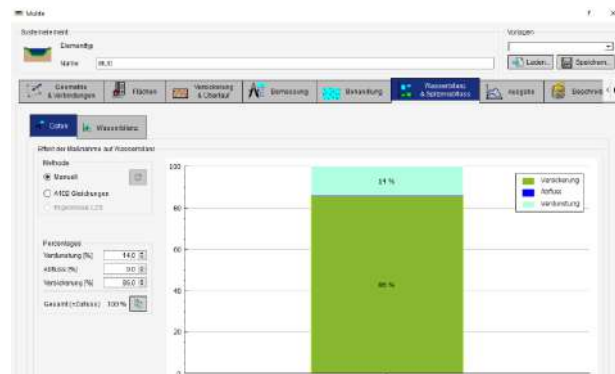 Mulde
Systemelement
Elementtyp
Name
Vorlagen
Laden...
Speichern...
Geometrie & Verbindungen
Flächen
Versickerung & Überlauf
Bemessung
Behandlung
Wasserbilanz & Spitzenabfluss
Ausgabe
Daten
Wasserbilanz
Effekt der Maßnahme auf Wasserbilanz
Methode
Manuell
A102 Gleichungen
Percentages
Verdunstung [%] 14,0
Abfluss [%] 0,0
Versickerung [%] 86,0
Gesamt (=Zufluss) 100 %
100
80
60
40
20
0
14 %
86 %
Versickerung
Abfluss
Verdunstung